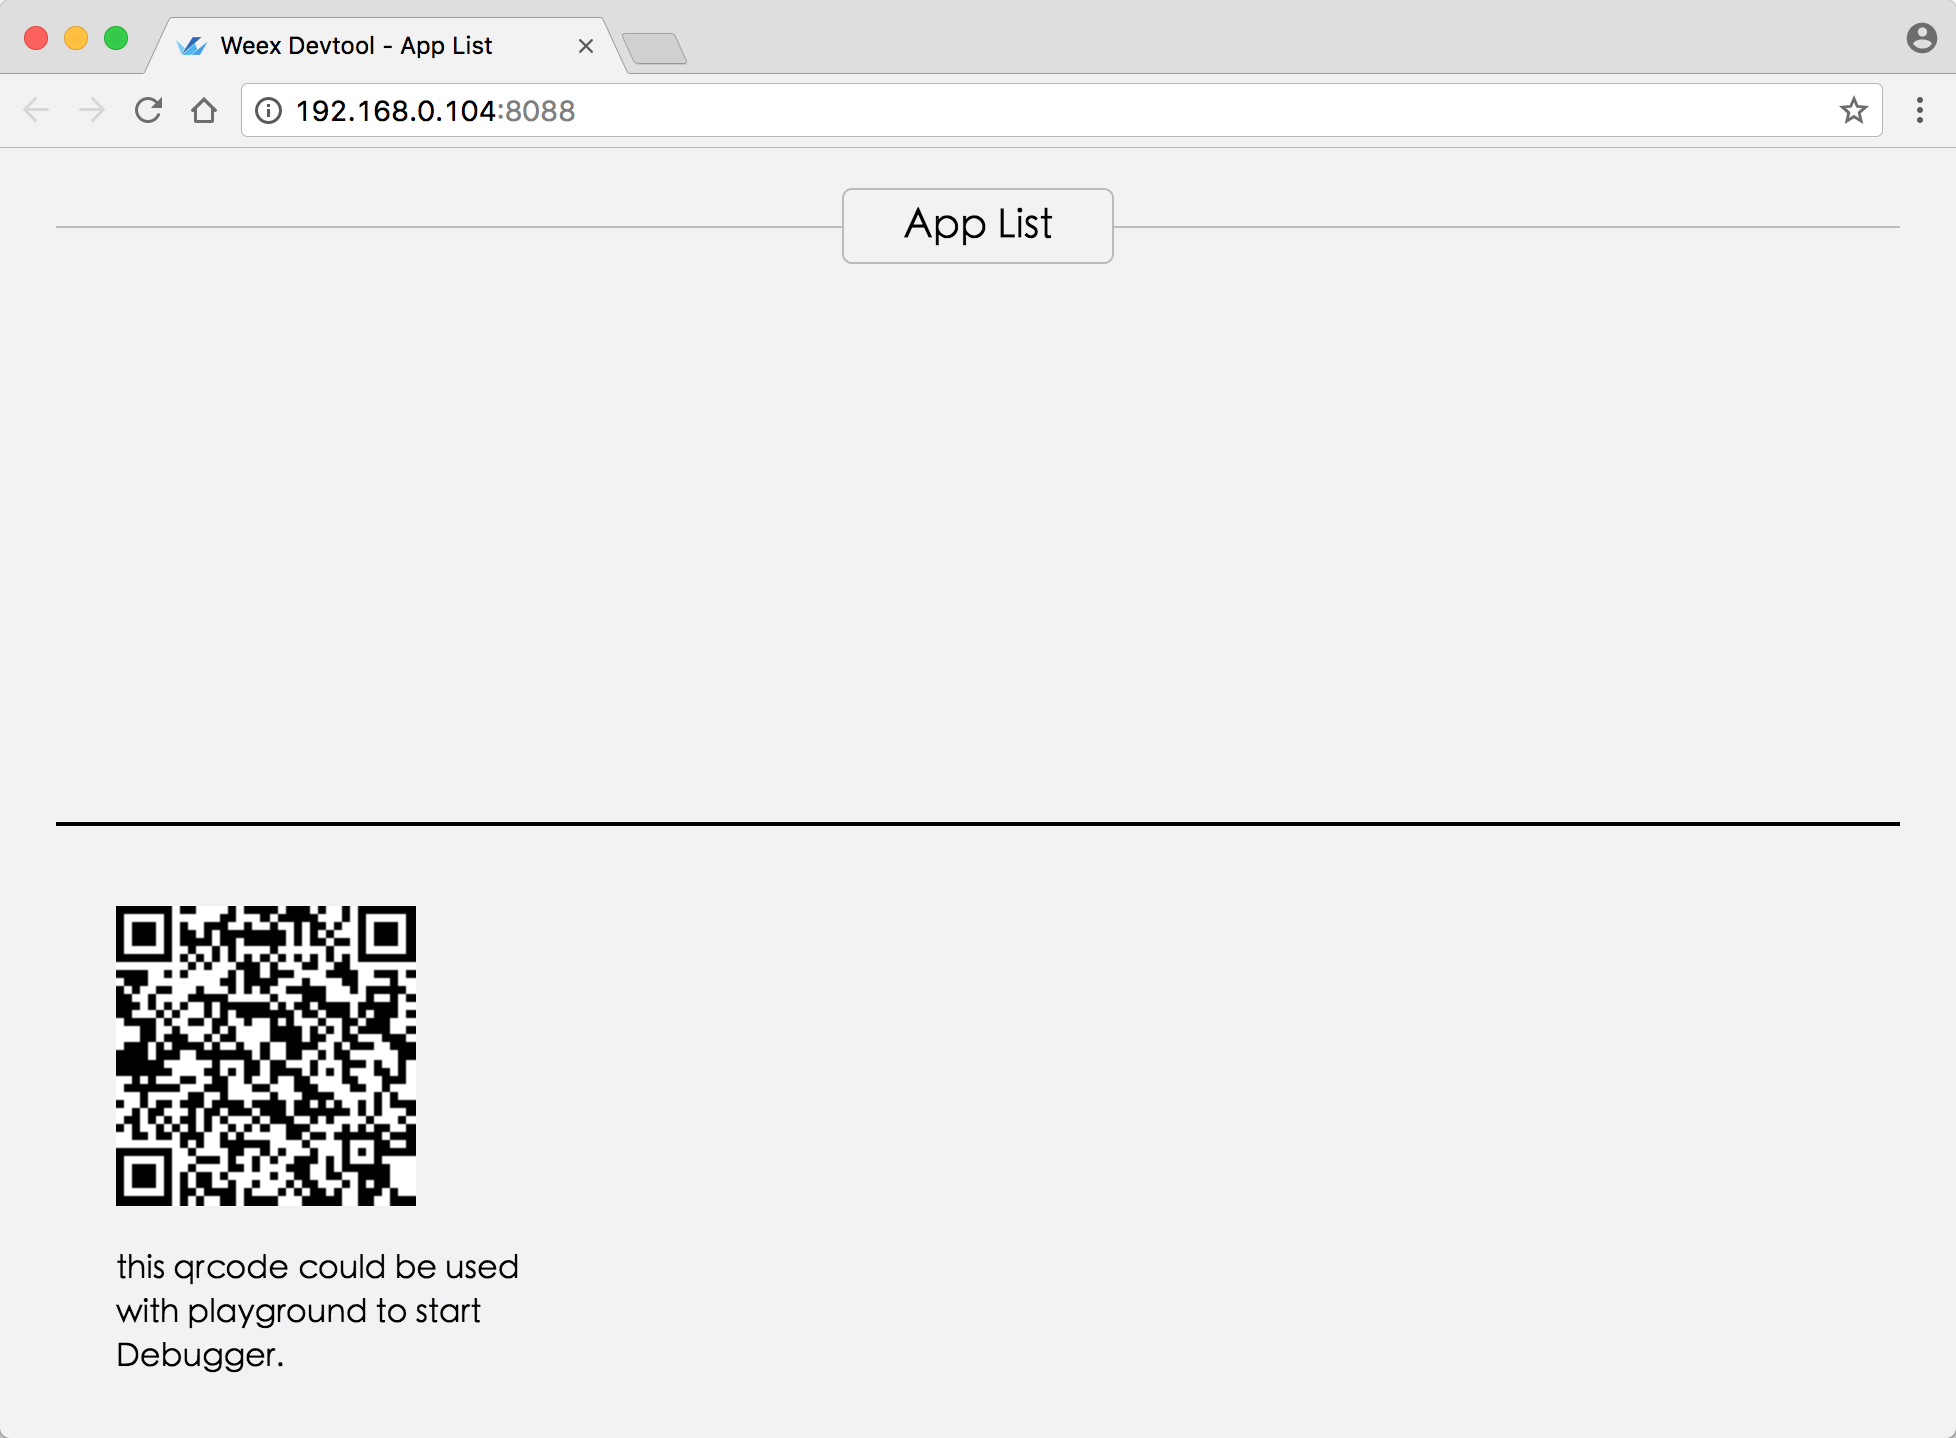 Weex Devtool - App List
192.168.0.104:8088
App List
this qrcode could be used
with playground to start
Debugger.